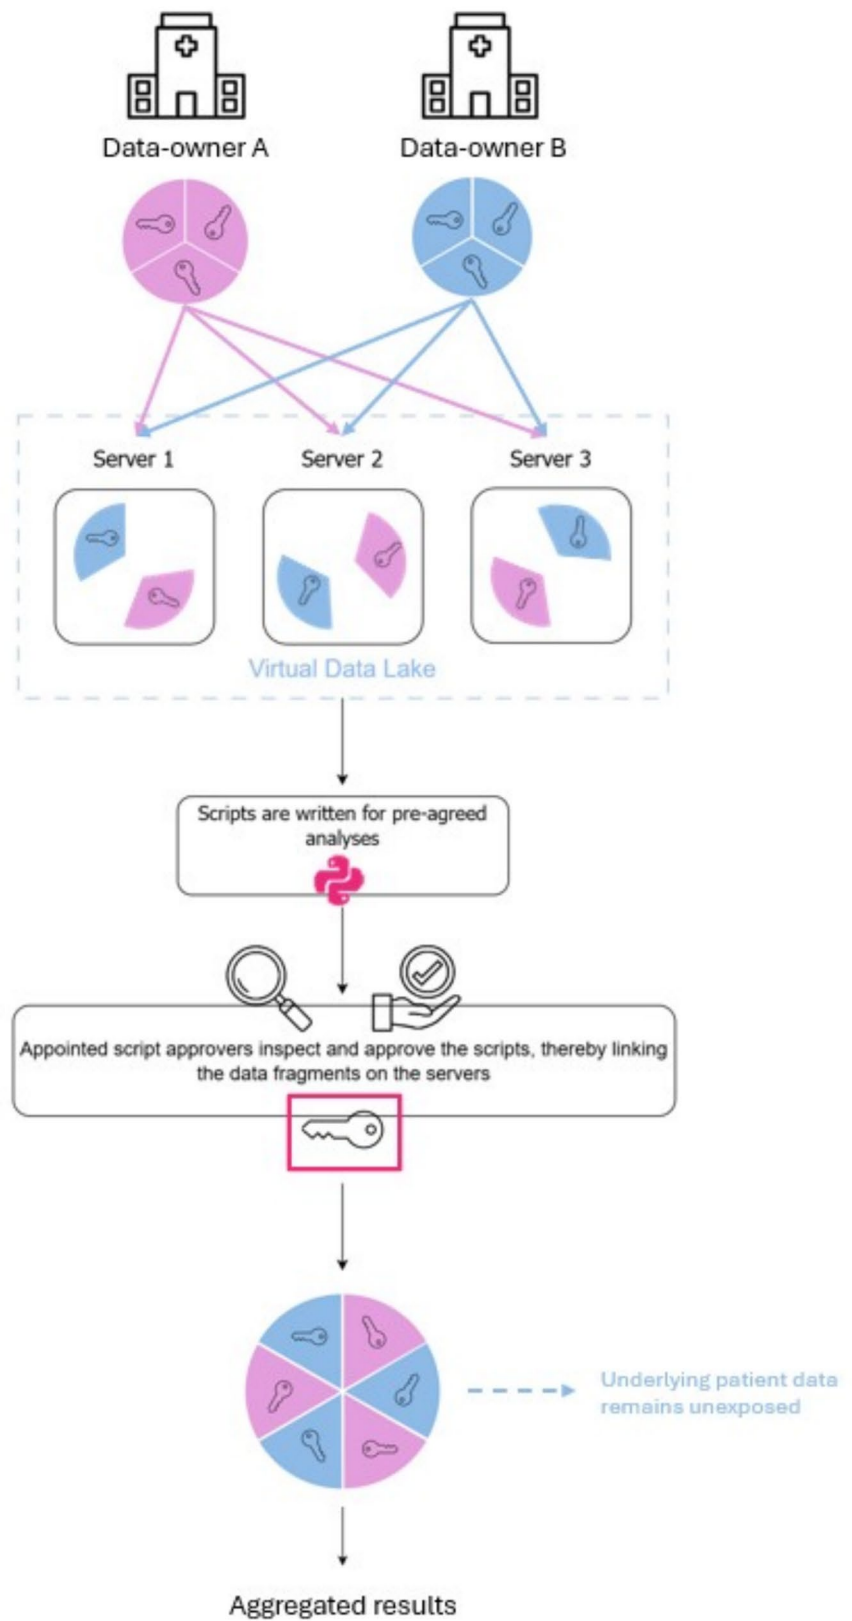 Data-owner A
Data-owner B
Server 1
Server 2
Server 3
Virtual Data Lake
Scripts are written for pre-agreed
analyses
Appointed script approvers inspect and approve the scripts, thereby linking
the data fragments on the servers
Underlying patient data
remains unexposed
Aggregated results